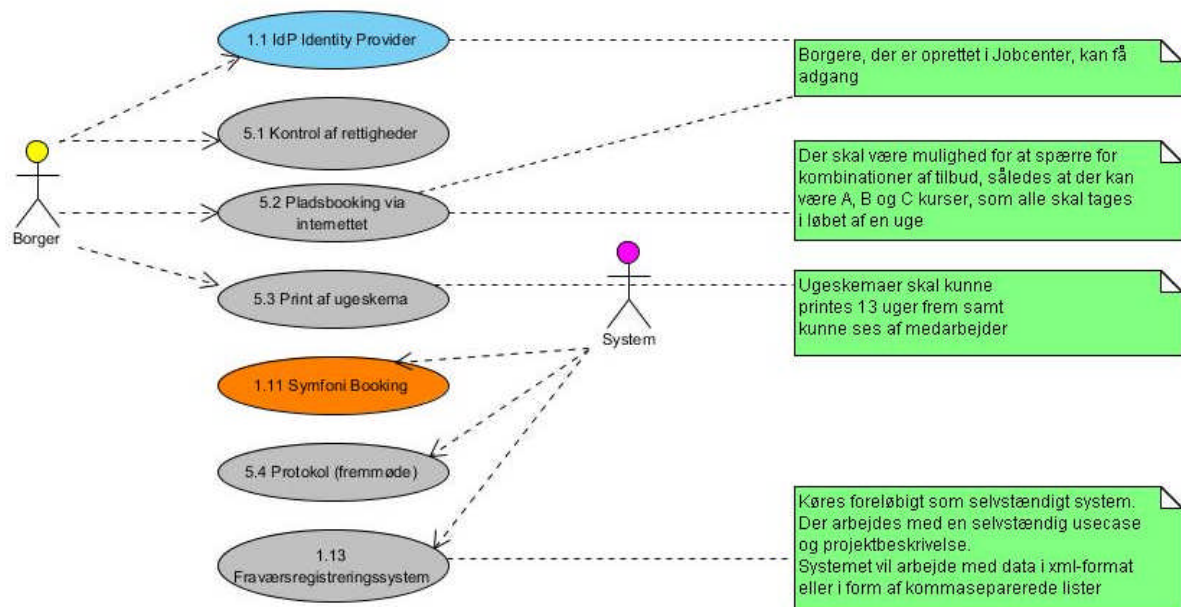 1.1 IdP Identity Provider
Borgere, der er oprettet i Jobcenter, kan få
adgang
5.1 Kontrol af rettigheder
Borger
5.2 Pladsbooking via
internettet
Der skal være mulighed for at spærre for
kombinationer af tilbud, således at der kan
være A, B og C kurser, som alle skal tages
i løbet af en uge
5.3 Print af ugeskema
System
Ugeskemaer skal kunne
printes 13 uger frem samt
kunne ses af medarbejder
1.11 Symfoni Booking
5.4 Protokol (fremmøde)
1.13
Fraværsregistreringssystem
Køres foreløbigt som selvstændigt system.
Der arbejdes med en selvstændig usecase
og projektbeskrivelse.
Systemet vil arbejde med data i xml-format
eller i form af kommaseparerede lister